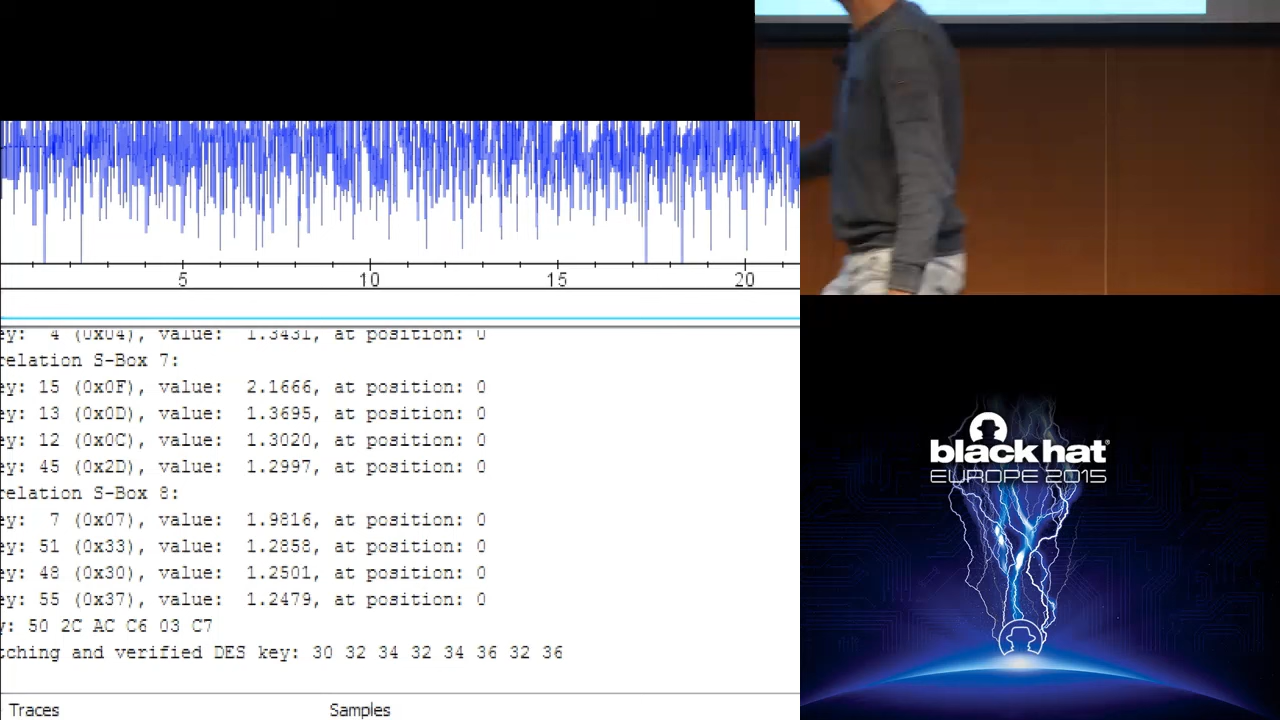 5 10 15 20
ey: 4 (0x04), value: 1.3431, at position: 0
relation S-Box 7:
ey: 15 (0x0F), value: 2.1666, at position: 0
ey: 13 (0x0D), value: 1.3695, at position: 0
ey: 12 (0x0C), value: 1.3020, at position: 0
ey: 45 (0x2D), value: 1.2997, at position: 0
relation S-Box 8:
ey: 7 (0x07), value: 1.9816, at position: 0
ey: 51 (0x33), value: 1.2858, at position: 0
ey: 48 (0x30), value: 1.2501, at position: 0
ey: 55 (0x37), value: 1.2479, at position: 0
y: 50 2C AC C6 03 C7
tching and verified DES key: 30 32 34 32 34 36 32 36
Traces Samples
black hat®
EUROPE 2015